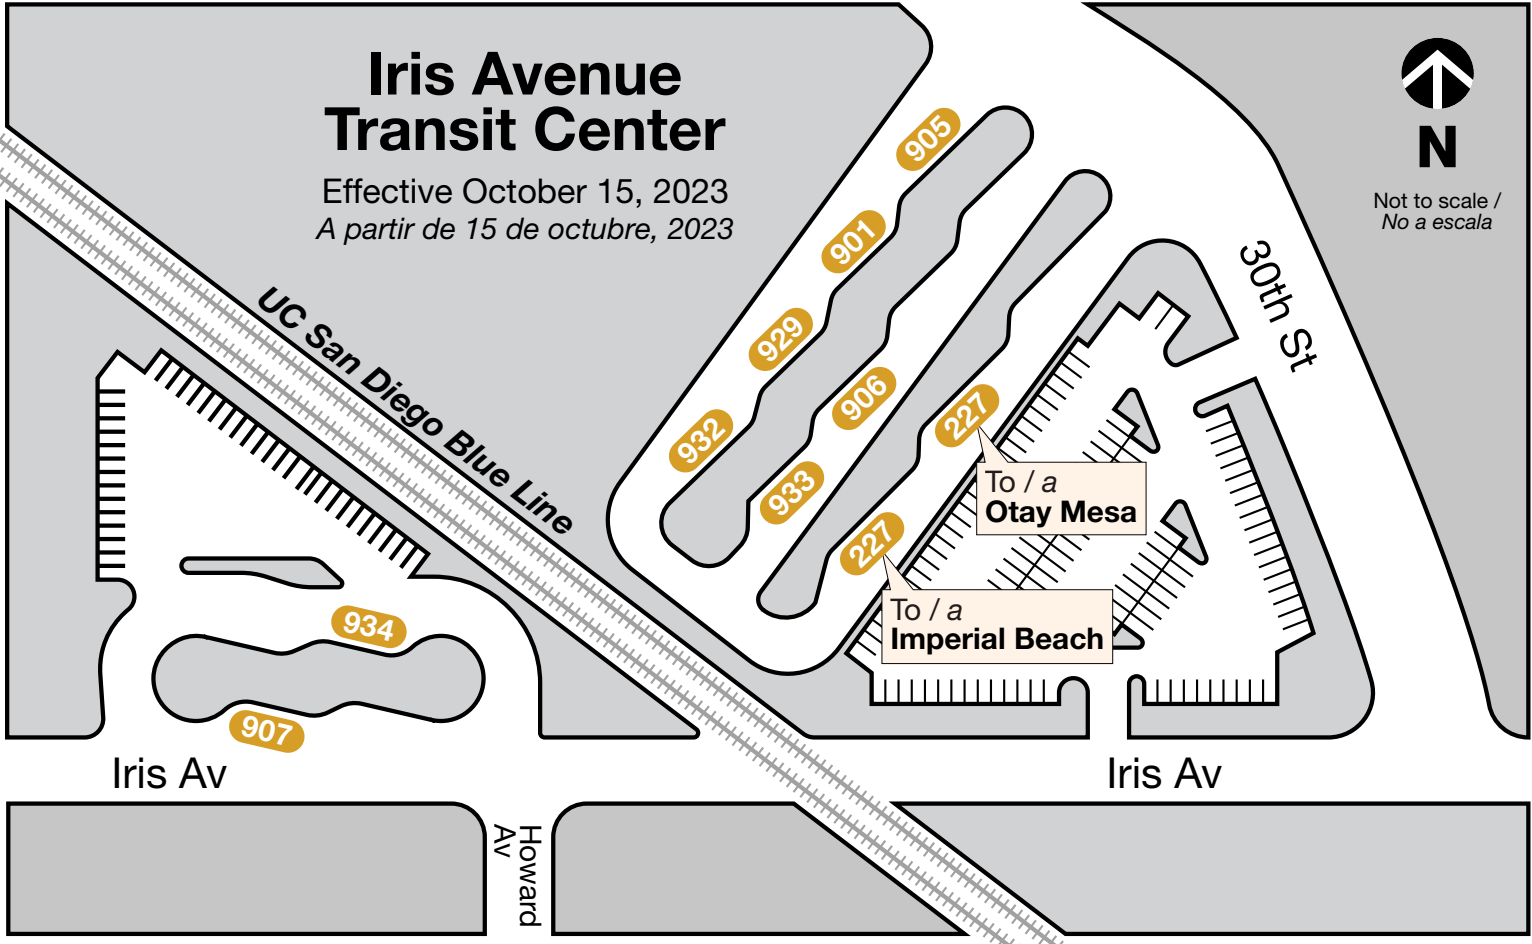 Iris Avenue
Transit Center
Effective October 15, 2023
A partir de 15 de octubre, 2023
N
Not to scale /
No a escala
905
901
929
932
906
933
227
To / a
Otay Mesa
227
To / a
Imperial Beach
30th St
UC San Diego Blue Line
934
907
Iris Av
Iris Av
Howard
Av